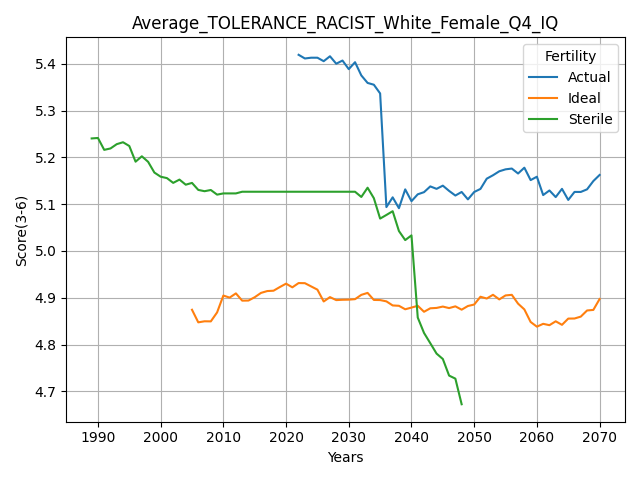 Average_TOLERANCE_RACIST_White_Female_Q4_IQ
Fertility
Actual
Ideal
Sterile
Score(3-6)
5.4
5.3
5.2
5.1
5.0
4.9
4.8
4.7
1990 2000 2010 2020 2030 2040 2050 2060 2070
Years